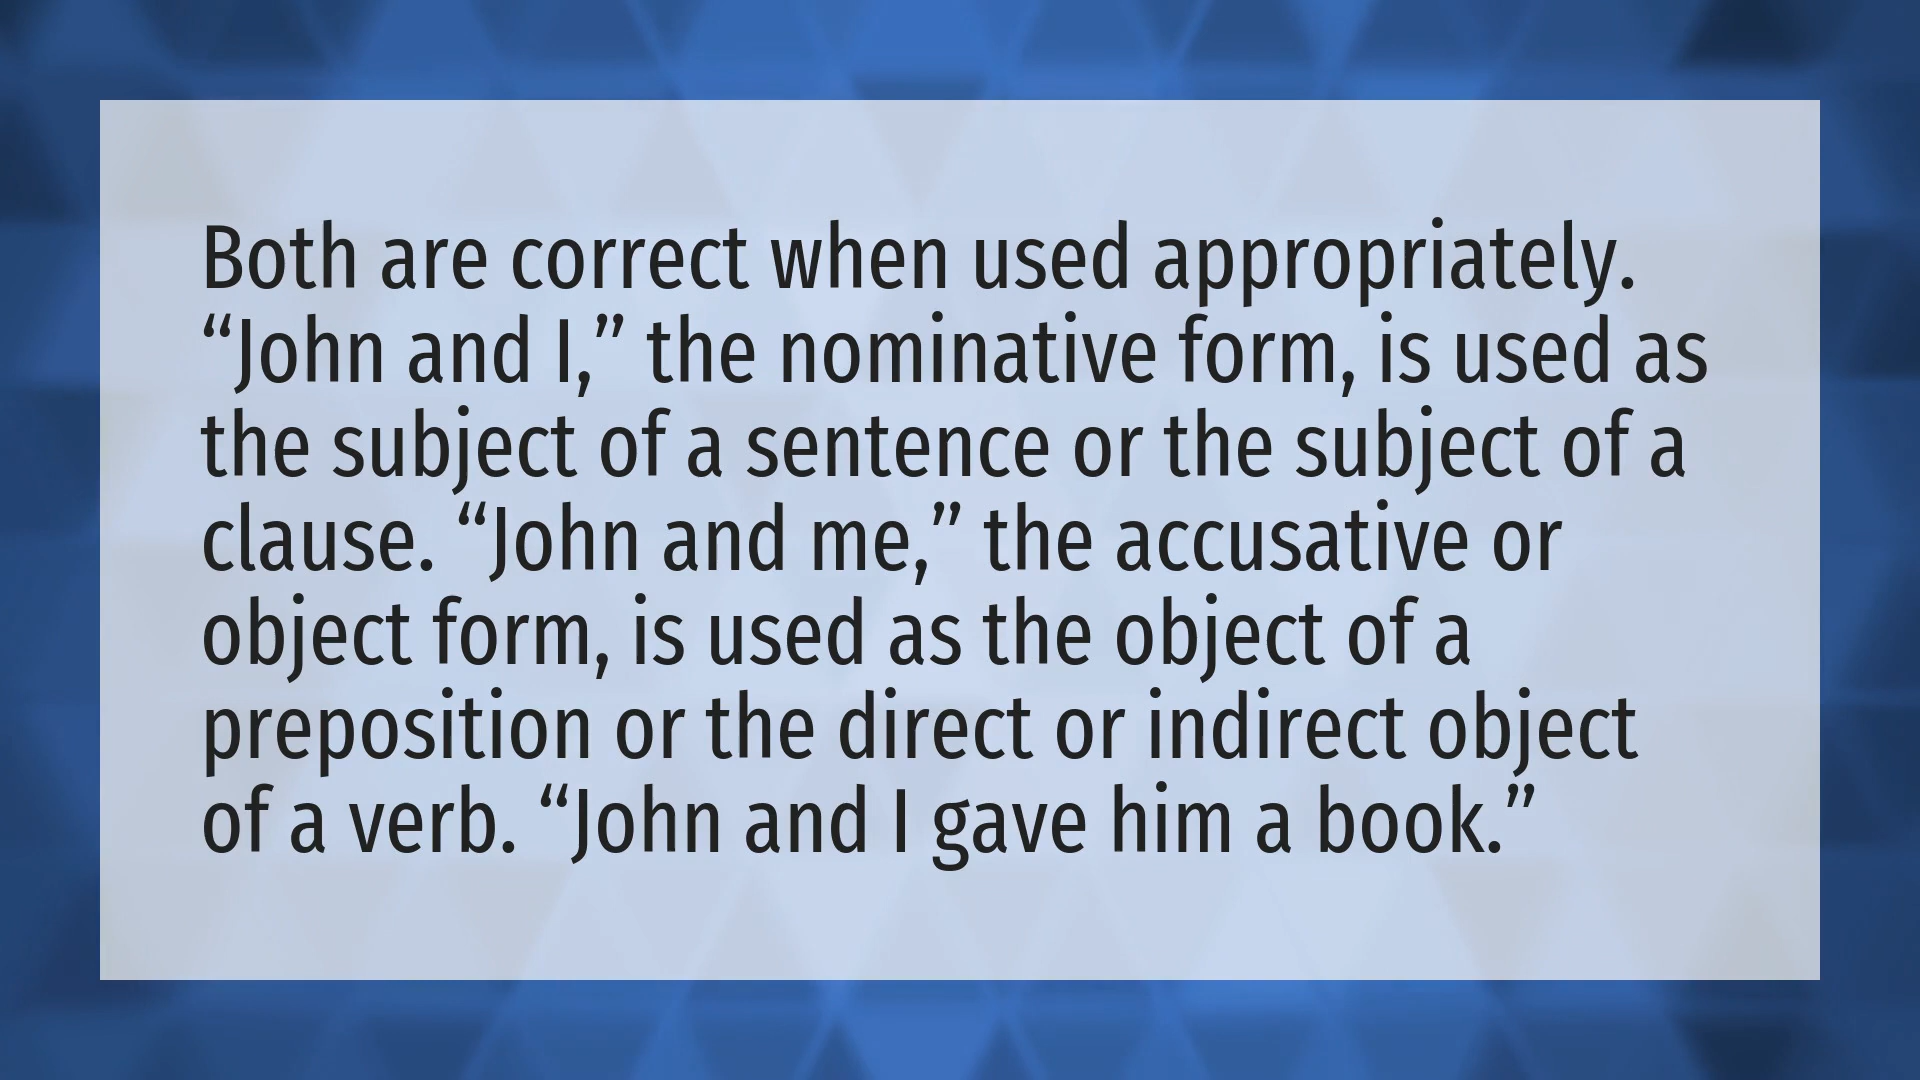 Both are correct when used appropriately.
“John and I,” the nominative form, is used as
the subject of a sentence or the subject of a
clause. “John and me,” the accusative or
object form, is used as the object of a
preposition or the direct or indirect object
of a verb. “John and I gave him a book.”